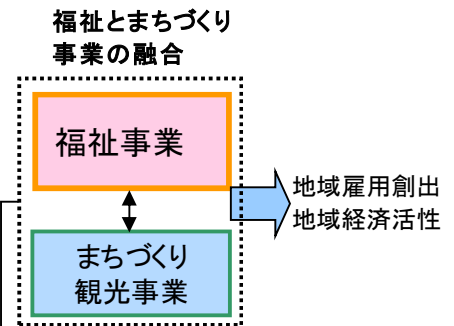 福祉とまちづくり
事業の融合
福祉事業
地域雇用創出
地域経済活性
まちづくり
観光事業